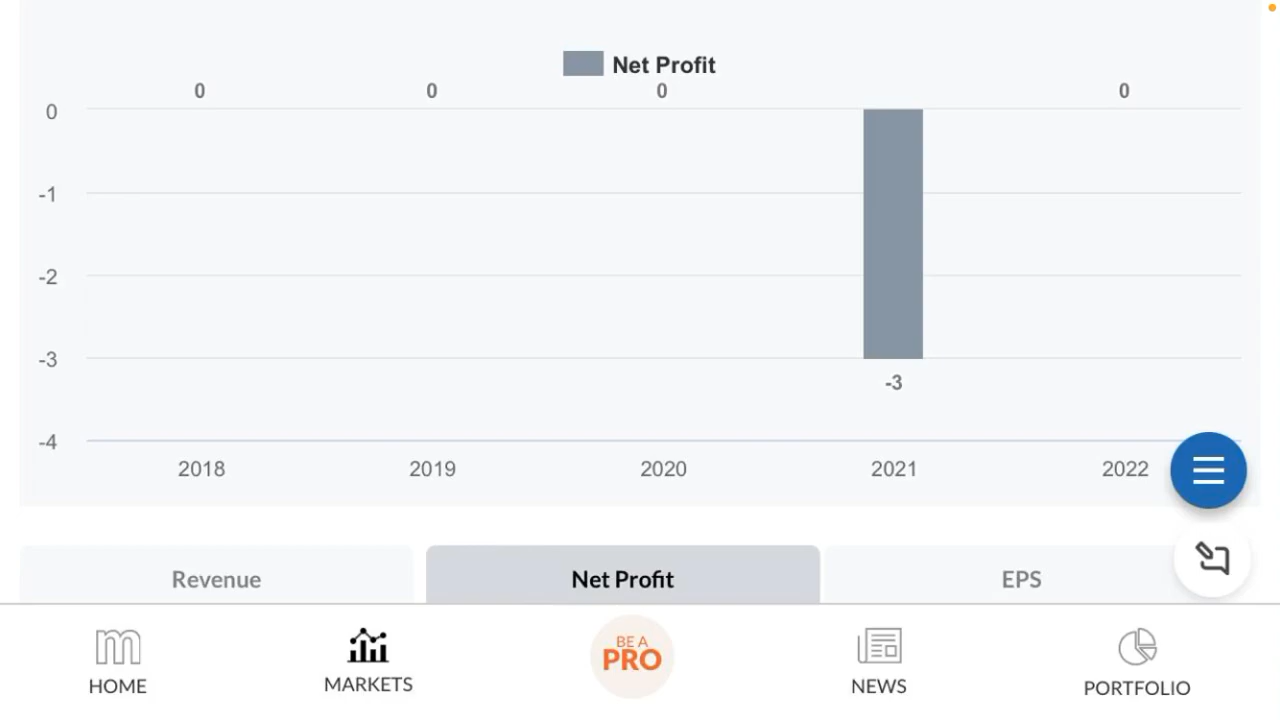 Net Profit
0 0 0 0
0
-1
-2
-3
-3
-4
2018 2019 2020 2021 2022
Revenue Net Profit EPS
BE A
PRO
HOME MARKETS NEWS PORTFOLIO